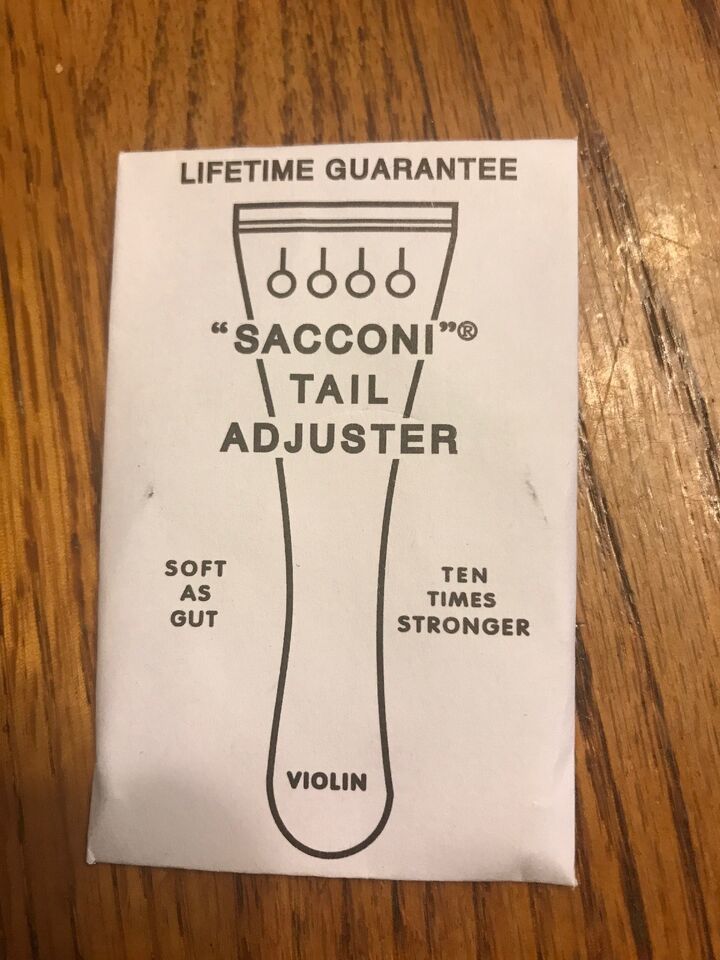 LIFETIME GUARANTEE
“SACCONI”®
TAIL
ADJUSTER
SOFT
AS
GUT
TEN
TIMES
STRONGER
VIOLIN